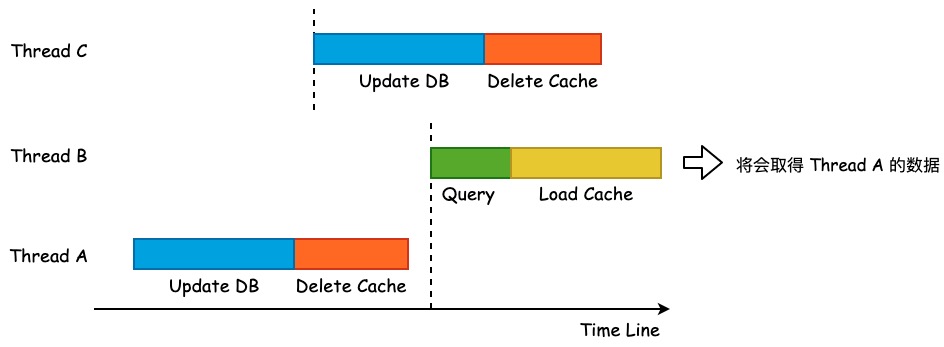 Thread C
Update DB
Delete Cache
Thread B
Query
Load Cache
将会取得 Thread A 的数据
Thread A
Update DB
Delete Cache
Time Line